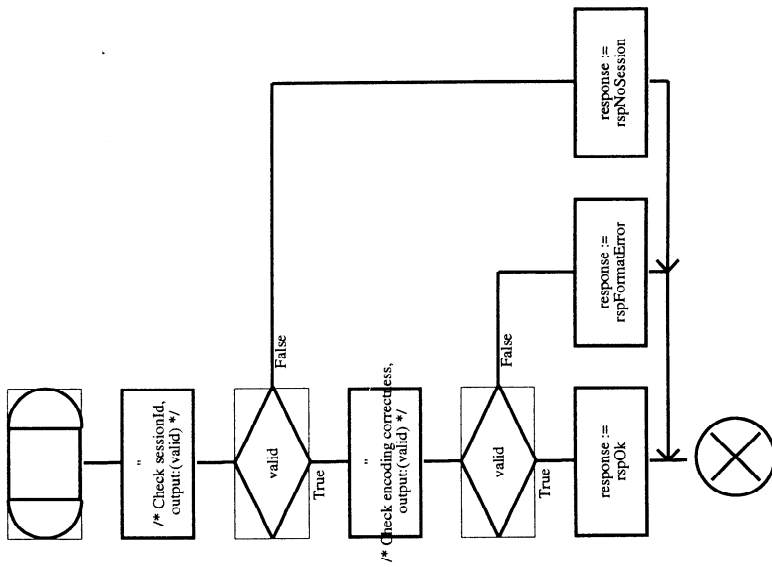 "
/* Check sessionId,
output:(valid) */
valid
False
True
"
/* Check encoding correctness,
output:(valid) */
valid
False
True
response :=
rspOk
response :=
rspFormatError
response :=
rspNoSession